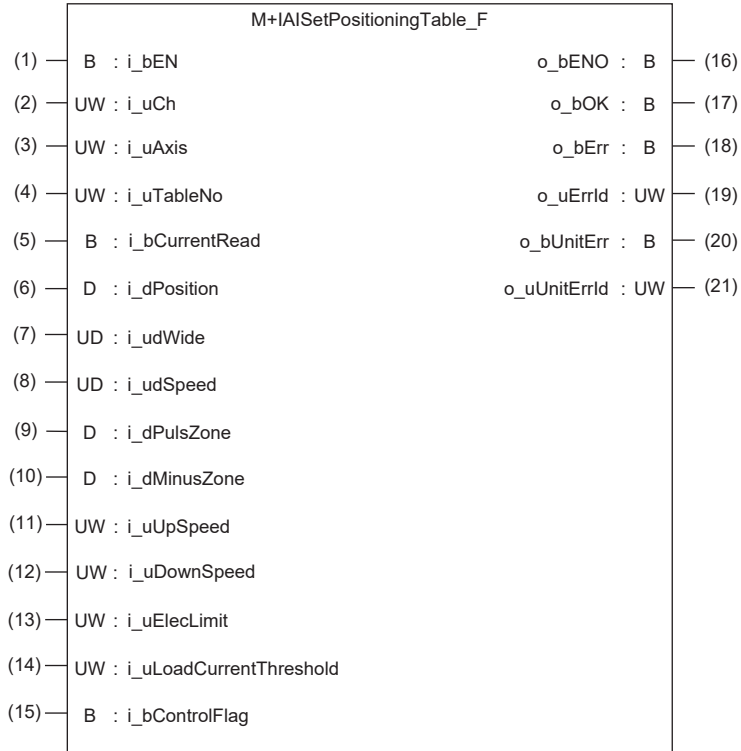 M+IAISetPositioningTable_F
(1) B : i_bEN o_bENO : B (16)
(2) UW : i_uCh o_bOK : B (17)
(3) UW : i_uAxis o_bErr : B (18)
(4) UW : i_uTableNo o_uErrId : UW (19)
(5) B : i_bCurrentRead o_bUnitErr : B (20)
(6) D : i_dPosition o_uUnitErrId : UW (21)
(7) UD : i_udWide
(8) UD : i_udSpeed
(9) D : i_dPulsZone
(10) D : i_dMinusZone
(11) UW : i_uUpSpeed
(12) UW : i_uDownSpeed
(13) UW : i_uElecLimit
(14) UW : i_uLoadCurrentThreshold
(15) B : i_bControlFlag